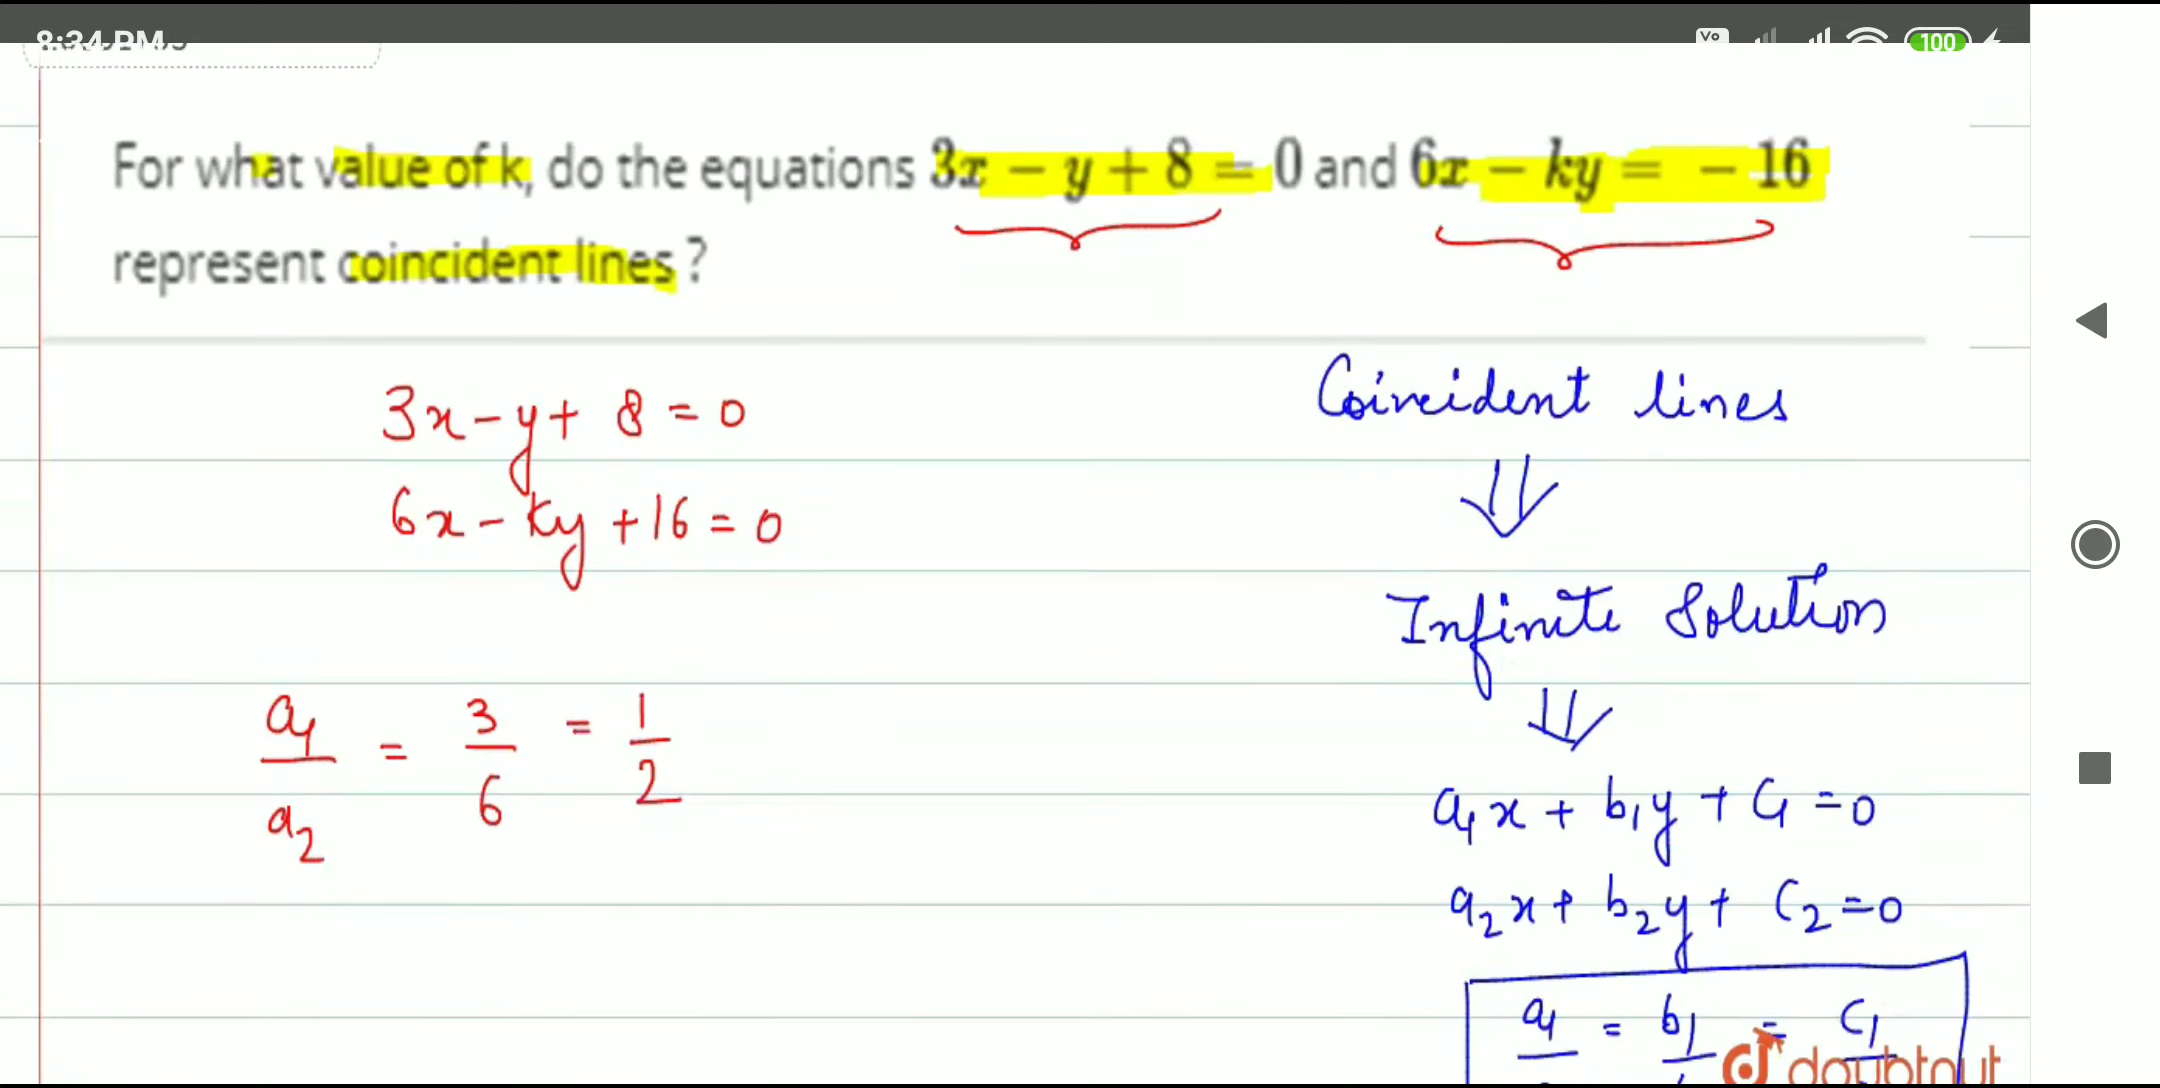 8:34 PM
Vo 100
For what value of k, do the equations 3x − y + 8 = 0 and 6x − ky = − 16
represent coincident lines ?
3x - y + 8 = 0
6x - ky + 16 = 0
a₁/a₂ = 3/6 = 1/2
Coincident lines
⇓
Infinite Solution
⇓
a₁x + b₁y + c₁ = 0
a₂x + b₂y + c₂ = 0
a₁ = b₁ = c₁
doubtnut